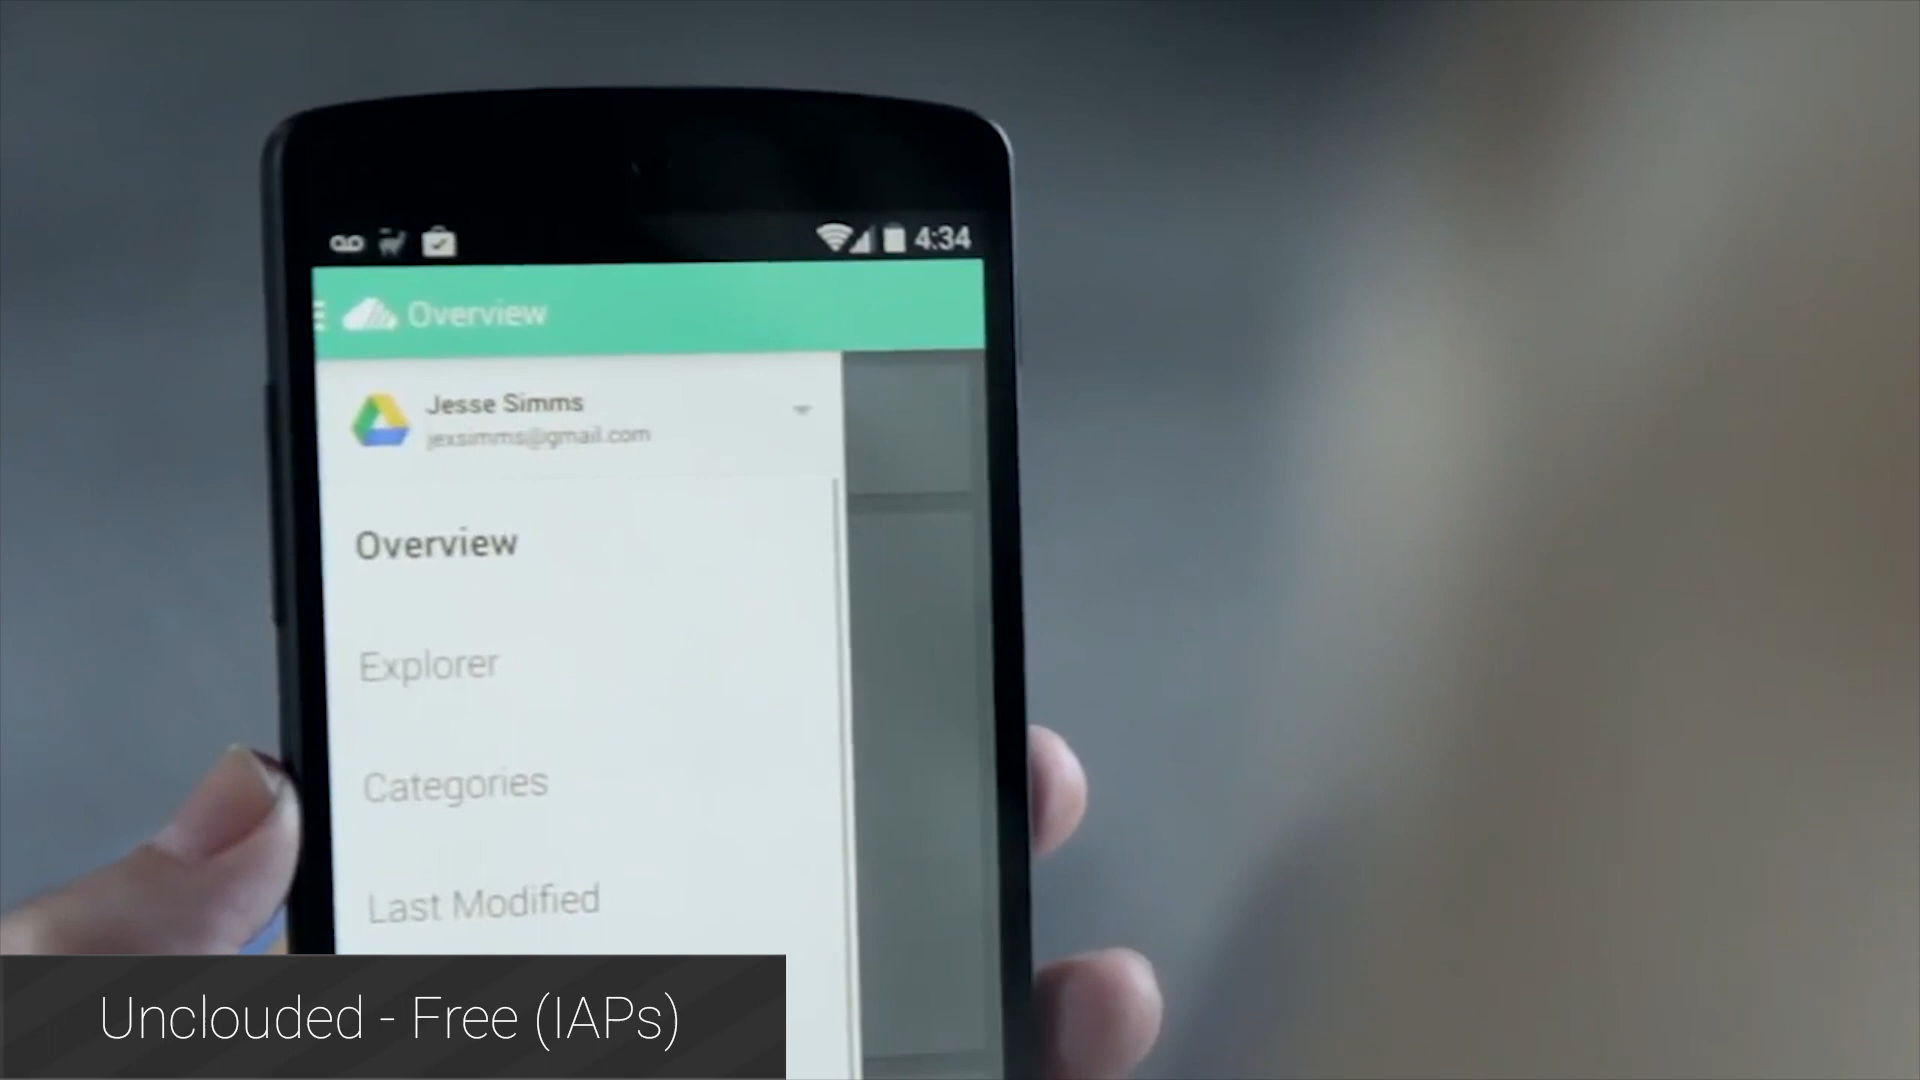 4:34
Overview
Jesse Simms
jexsimms@gmail.com
Overview
Explorer
Categories
Last Modified
Unclouded - Free (IAPs)